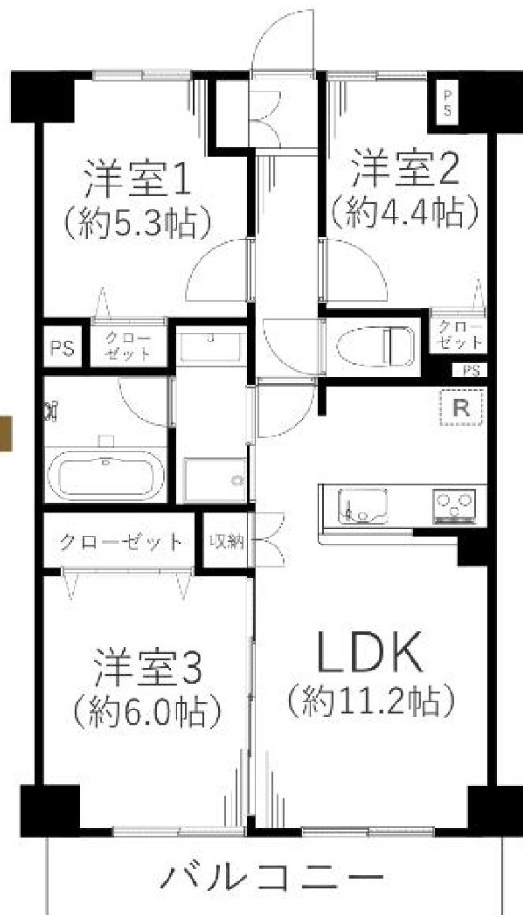 PS
洋室1
(約5.3帖)
洋室2
(約4.4帖)
PS
クロー
ゼット
クロー
ゼット
PS
R
クローゼット
収納
洋室3
(約6.0帖)
LDK
(約11.2帖)
バルコニー